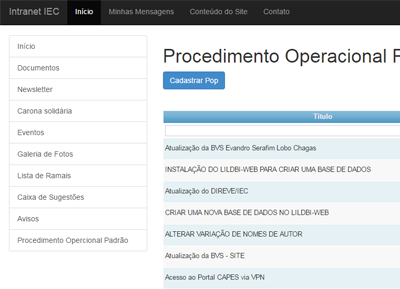 Intranet IEC Início Minhas Mensagens Conteúdo do Site Contato
Início
Documentos
Newsletter
Carona solidária
Eventos
Galeria de Fotos
Lista de Ramais
Caixa de Sugestões
Avisos
Procedimento Opercional Padrão
Procedimento Operacional P
Cadastrar Pop
Título
Atualização da BVS Evandro Serafim Lobo Chagas
INSTALAÇÃO DO LILDBI-WEB PARA CRIAR UMA BASE DE DADOS
Atualização do DIREVE/IEC
CRIAR UMA NOVA BASE DE DADOS NO LILDBI-WEB
ALTERAR VARIAÇÃO DE NOMES DE AUTOR
Atualização da BVS - SITE
Acesso ao Portal CAPES via VPN